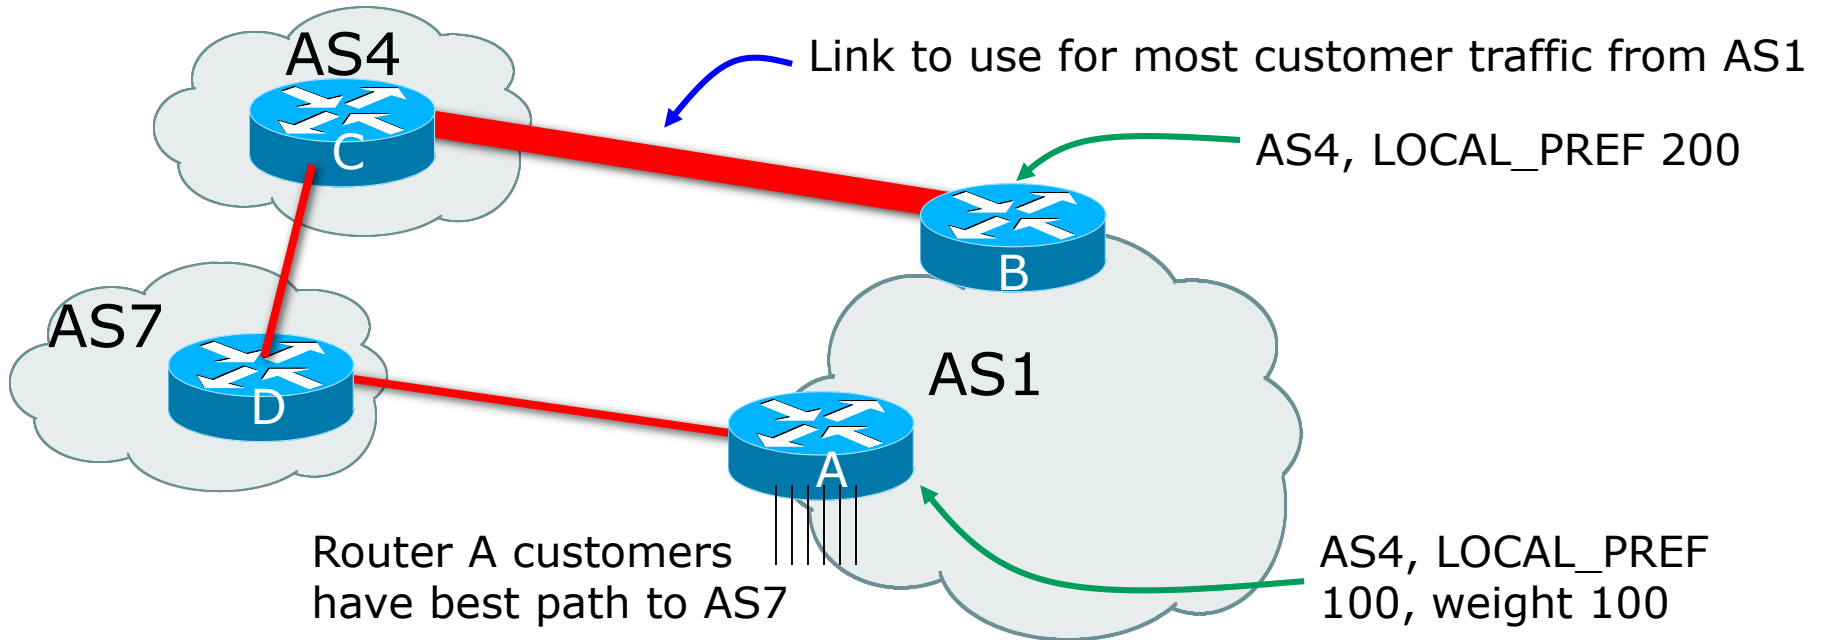 AS4
Link to use for most customer traffic from AS1
C
AS4, LOCAL_PREF 200
B
AS7
D
AS1
A
Router A customers
have best path to AS7
AS4, LOCAL_PREF
100, weight 100